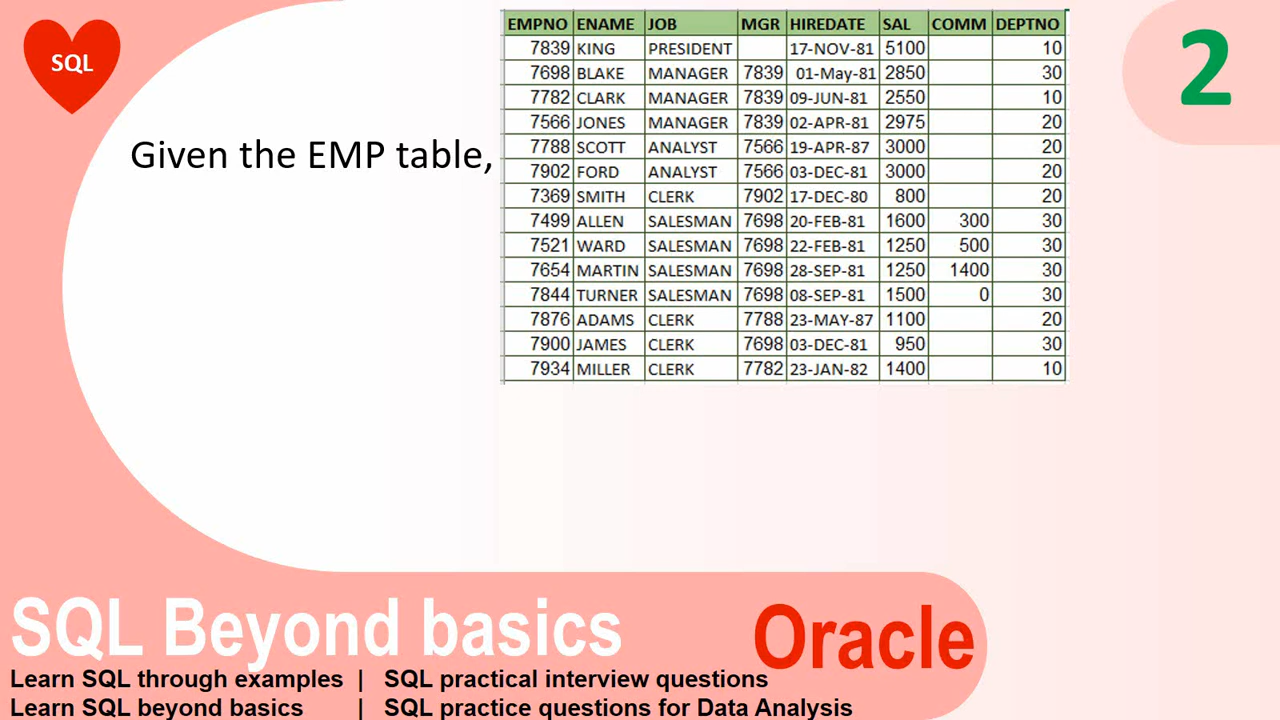 SQL
2
Given the EMP table,
EMPNO ENAME JOB MGR HIREDATE SAL COMM DEPTNO
7839 KING PRESIDENT 17-NOV-81 5100 10
7698 BLAKE MANAGER 7839 01-May-81 2850 30
7782 CLARK MANAGER 7839 09-JUN-81 2550 10
7566 JONES MANAGER 7839 02-APR-81 2975 20
7788 SCOTT ANALYST 7566 19-APR-87 3000 20
7902 FORD ANALYST 7566 03-DEC-81 3000 20
7369 SMITH CLERK 7902 17-DEC-80 800 20
7499 ALLEN SALESMAN 7698 20-FEB-81 1600 300 30
7521 WARD SALESMAN 7698 22-FEB-81 1250 500 30
7654 MARTIN SALESMAN 7698 28-SEP-81 1250 1400 30
7844 TURNER SALESMAN 7698 08-SEP-81 1500 0 30
7876 ADAMS CLERK 7788 23-MAY-87 1100 20
7900 JAMES CLERK 7698 03-DEC-81 950 30
7934 MILLER CLERK 7782 23-JAN-82 1400 10
SQL Beyond basics Oracle
Learn SQL through examples | SQL practical interview questions
Learn SQL beyond basics | SQL practice questions for Data Analysis